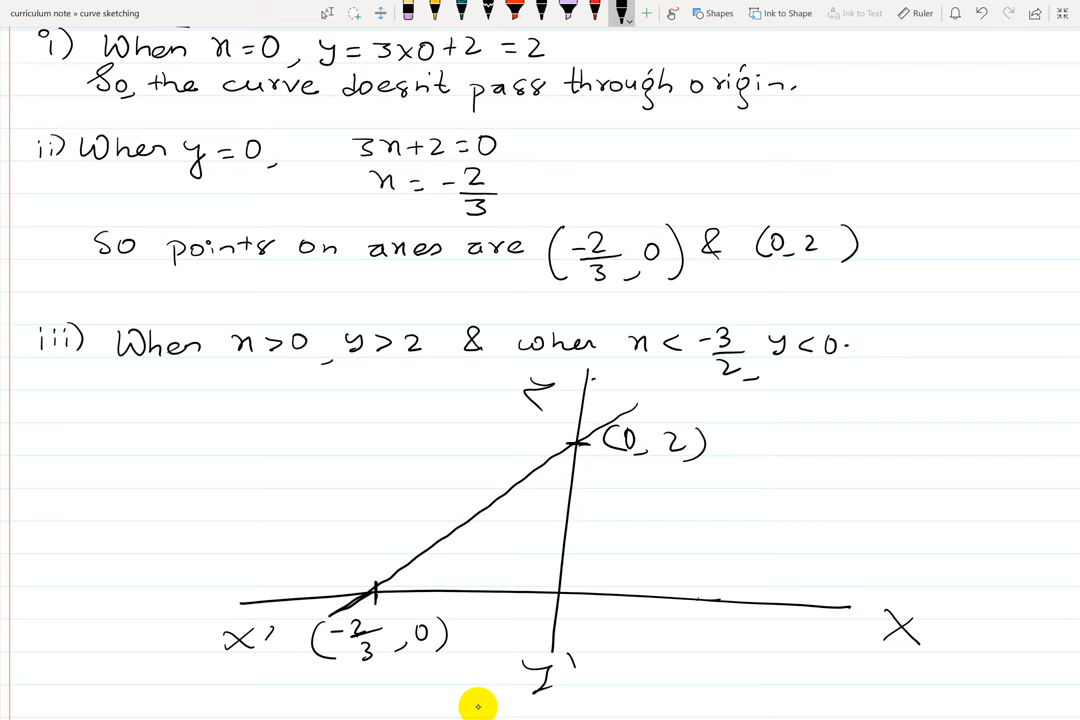 curriculum note » curve sketching
Shapes Ink to Shape Ink to Text Ruler
i) When x=0, y = 3×0+2 = 2
So, the curve doesn't pass through origin.
ii) When y=0, 3x+2=0
x = -2/3
So points on axes are (-2/3, 0) & (0, 2)
iii) When x>0, y>2 & when x < -3/2, y<0.
Y
(0, 2)
X' (-2/3, 0) X
Y'